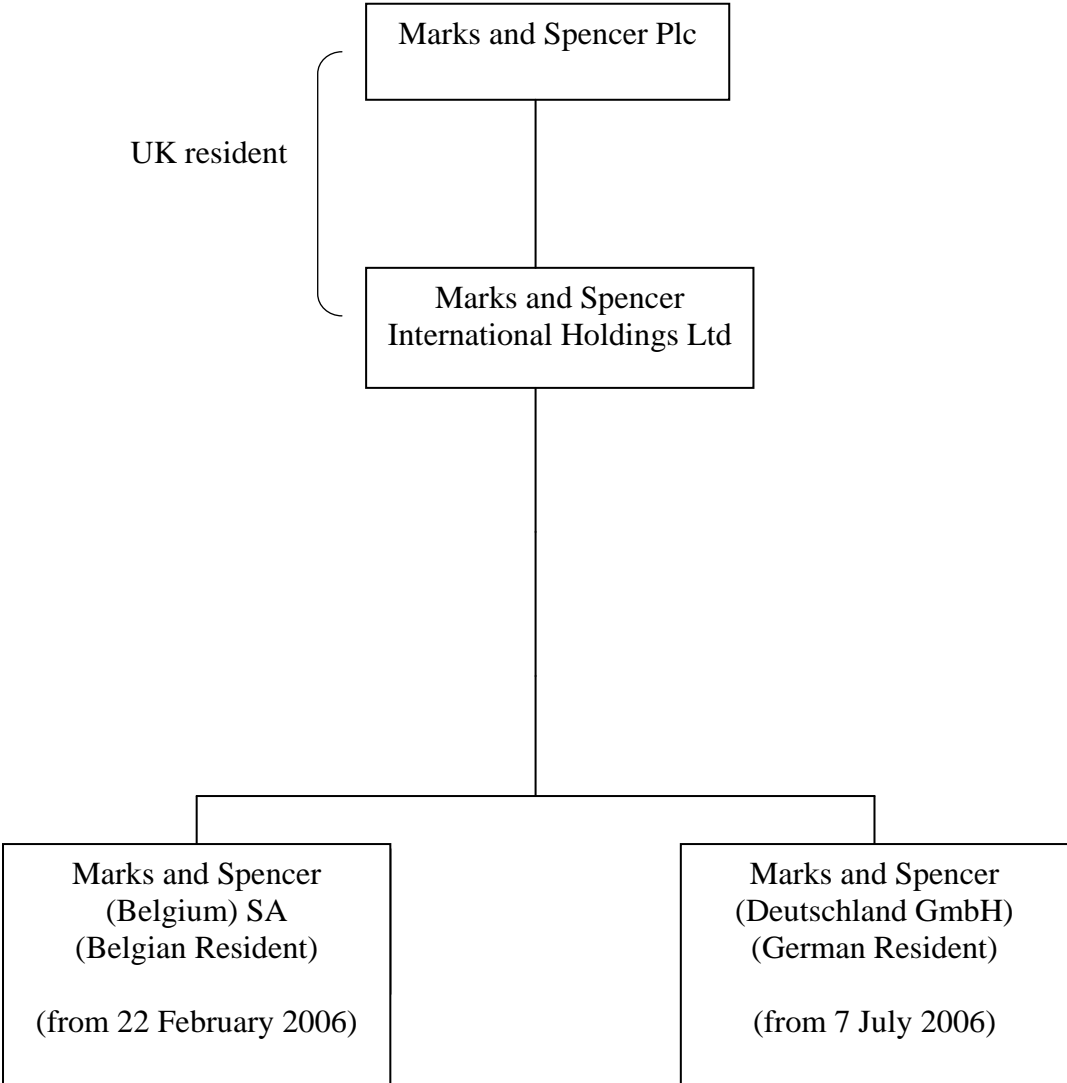 Marks and Spencer Plc
UK resident
Marks and Spencer
International Holdings Ltd
Marks and Spencer
(Belgium) SA
(Belgian Resident)
(from 22 February 2006)
Marks and Spencer
(Deutschland GmbH)
(German Resident)
(from 7 July 2006)